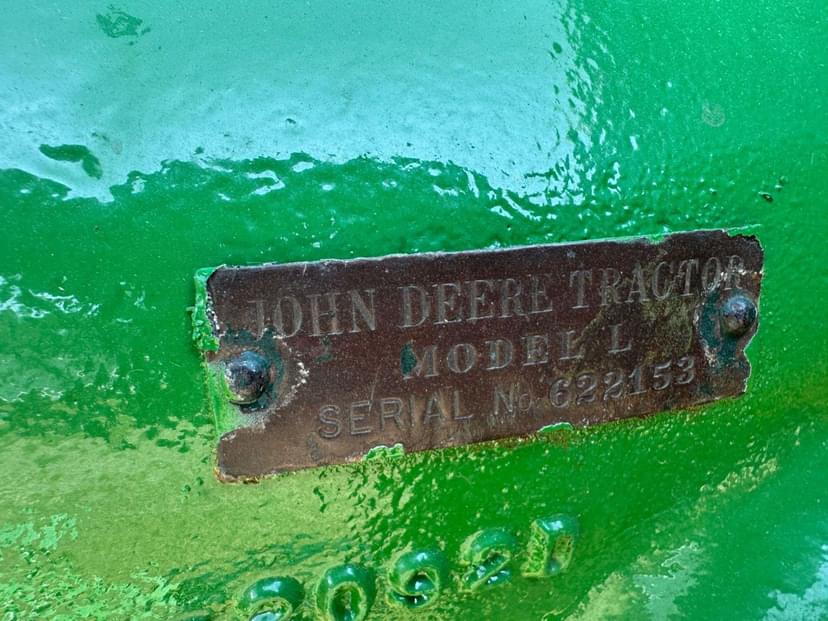 JOHN DEERE TRACTOR
MODEL L
SERIAL No. 622153